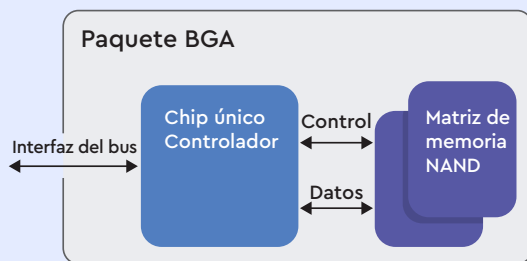 Paquete BGA
Chip único
Controlador
Control
Matriz de
memoria
NAND
Interfaz del bus
Datos